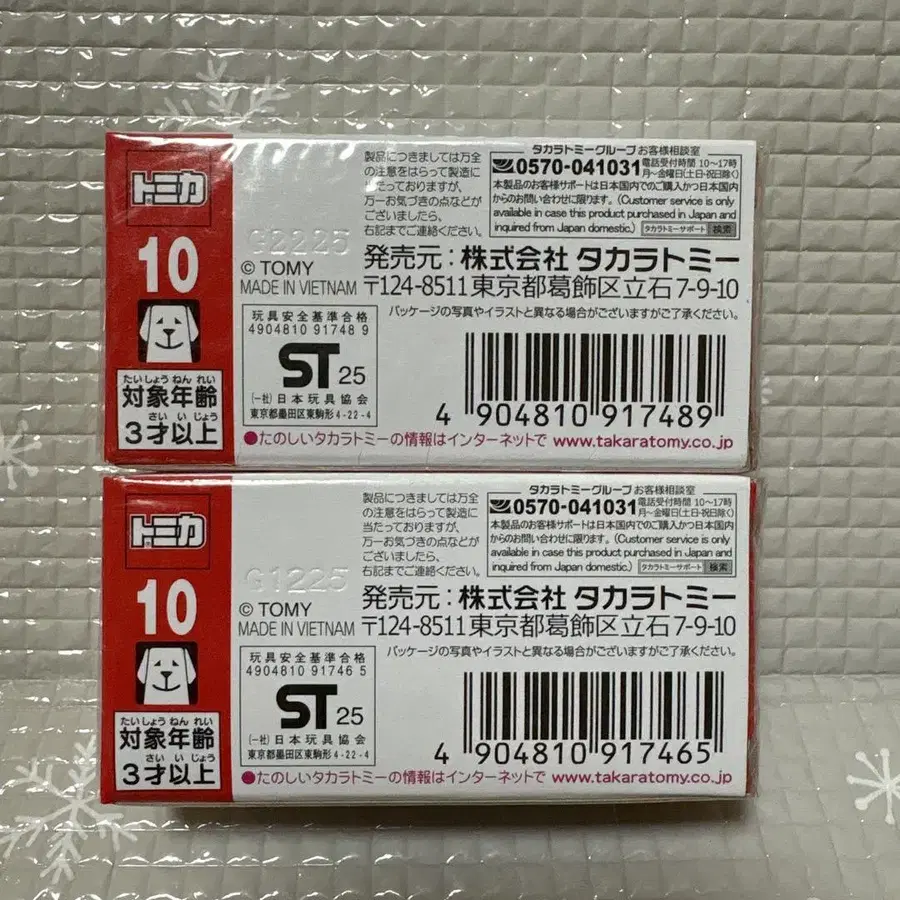 トミカ
10
たいしょうねんれい
対象年齢
さいいじょう
3才以上
製品につきましては万全
の注意をはらって製造に
たっておりますが、
万一お気づきの点などが
ございましたら、
右記までご連絡ください。
タカラトミーグループ お客様相談室
0570-041031 電話受付時間 10〜17時
月〜金曜日(土・日・祝日除く)
本製品のお客様サポートは日本国内でのご購入かつ日本国内
からのお問い合わせに限ります。(Customer service is only
available in case this product purchased in Japan and
inquired from Japan domestic.) タカラトミーサポート 検索
G2225
© TOMY
MADE IN VIETNAM
発売元:株式会社 タカラトミー
〒124-8511 東京都葛飾区立石7-9-10
パッケージの写真やイラストと異なる場合がございますがご了承ください。
玩具安全基準合格
4904810 91748 9
ST 25
(一社)日本玩具協会
東京都墨田区東駒形4-22-4
4 904810 917489
●たのしいタカラトミーの情報はインターネットで www.takaratomy.co.jp
トミカ
10
たいしょうねんれい
対象年齢
さいいじょう
3才以上
製品につきましては万全
の注意をはらって製造に
当たっておりますが、
万一お気づきの点などが
ございましたら、
右記までご連絡ください。
タカラトミーグループ お客様相談室
0570-041031 電話受付時間 10〜17時
月〜金曜日(土・日・祝日除く)
本製品のお客様サポートは日本国内でのご購入かつ日本国内
からのお問い合わせに限ります。(Customer service is only
available in case this product purchased in Japan and
inquired from Japan domestic.) タカラトミーサポート 検索
G1225
© TOMY
MADE IN VIETNAM
発売元:株式会社 タカラトミー
〒124-8511 東京都葛飾区立石7-9-10
パッケージの写真やイラストと異なる場合がございますがご了承ください。
玩具安全基準合格
4904810 91746 5
ST 25
(一社)日本玩具協会
東京都墨田区東駒形4-22-4
4 904810 917465
●たのしいタカラトミーの情報はインターネットで www.takaratomy.co.jp